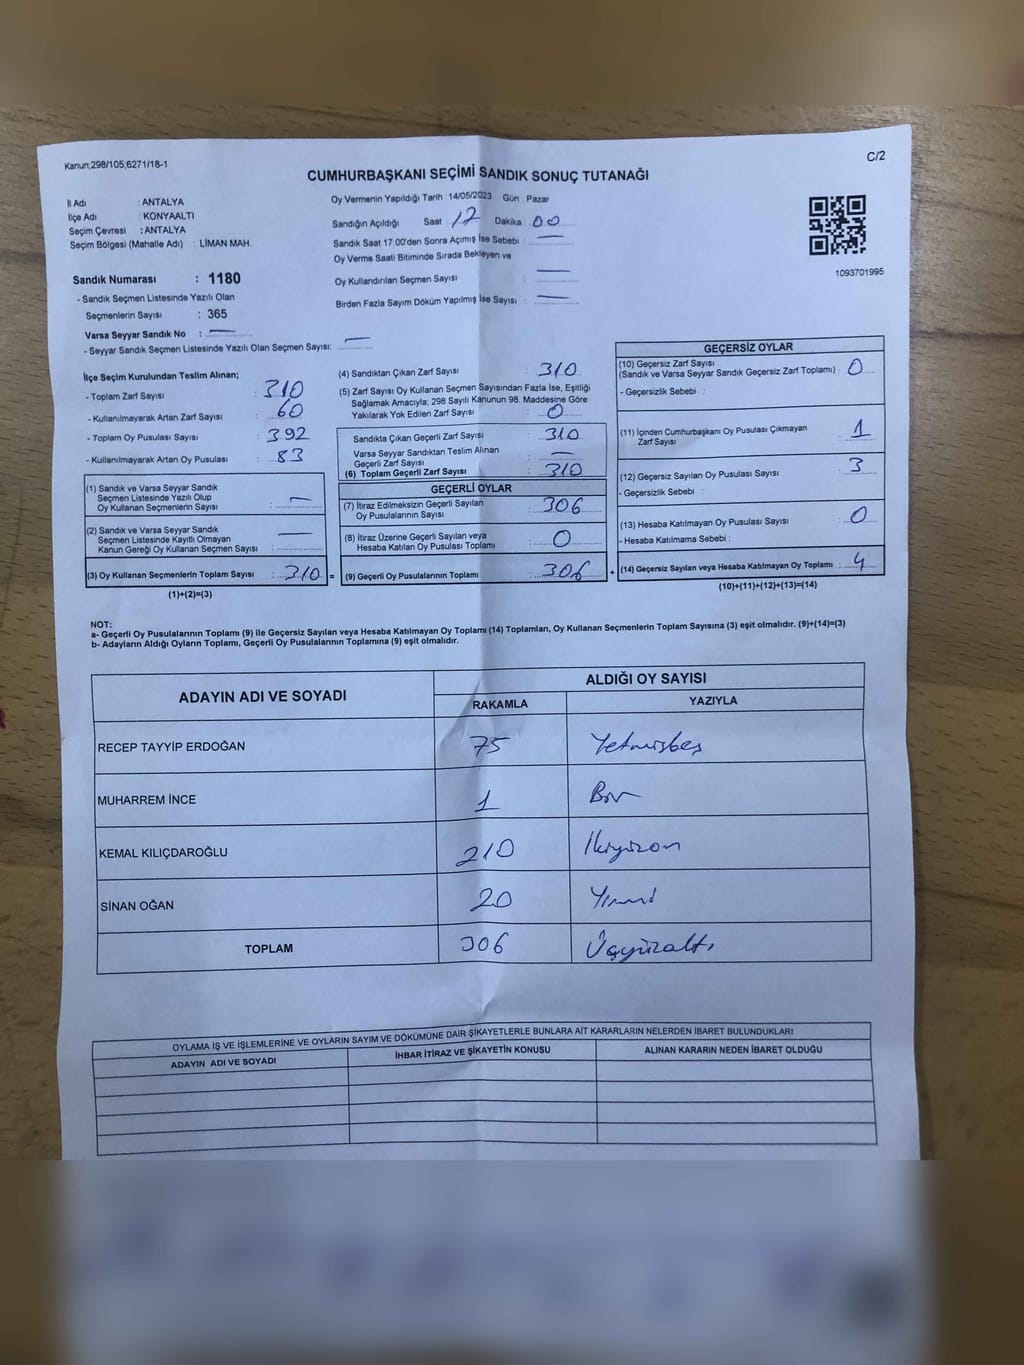 Kanun;298/105,6271/18-1
C/2
CUMHURBAŞKANI SEÇİMİ SANDIK SONUÇ TUTANAĞI
İl Adı : ANTALYA
İlçe Adı : KONYAALTI
Seçim Çevresi : ANTALYA
Seçim Bölgesi (Mahalle Adı) : LİMAN MAH.
Oy Vermenin Yapıldığı Tarih : 14/05/2023 Gün : Pazar
Sandığın Açıldığı Saat 17 Dakika : 00
Sandık Saat 17:00'den Sonra Açımış İse Sebebi : —
Oy Verme Saati Bitiminde Sırada Bekleyen ve
Oy Kullandırılan Seçmen Sayısı : —
Birden Fazla Sayım Döküm Yapılmış İse Sayısı : —
1093701995
Sandık Numarası : 1180
- Sandık Seçmen Listesinde Yazılı Olan
Seçmenlerin Sayısı : 365
Varsa Seyyar Sandık No : —
- Seyyar Sandık Seçmen Listesinde Yazılı Olan Seçmen Sayısı: —
İlçe Seçim Kurulundan Teslim Alınan;
- Toplam Zarf Sayısı : 310
- Kullanılmayarak Artan Zarf Sayısı : 60
- Toplam Oy Pusulası Sayısı : 392
- Kullanılmayarak Artan Oy Pusulası : 83
(1) Sandık ve Varsa Seyyar Sandık
Seçmen Listesinde Yazılı Olup
Oy Kullanan Seçmenlerin Sayısı : —
(2) Sandık ve Varsa Seyyar Sandık
Seçmen Listesinde Kayıtlı Olmayan
Kanun Gereği Oy Kullanan Seçmen Sayısı : —
(3) Oy Kullanan Seçmenlerin Toplam Sayısı : 310 =
(1)+(2)=(3)
(4) Sandıktan Çıkan Zarf Sayısı : 310
(5) Zarf Sayısı Oy Kullanan Seçmen Sayısından Fazla İse, Eşitliği
Sağlamak Amacıyla; 298 Sayılı Kanunun 98. Maddesine Göre
Yakılarak Yok Edilen Zarf Sayısı : 0
Sandıkta Çıkan Geçerli Zarf Sayısı : 310
Varsa Seyyar Sandıktan Teslim Alınan
Geçerli Zarf Sayısı : —
(6) Toplam Geçerli Zarf Sayısı : 310
GEÇERLİ OYLAR
(7) İtiraz Edilmeksizin Geçerli Sayılan
Oy Pusulalarının Sayısı : 306
(8) İtiraz Üzerine Geçerli Sayılan veya
Hesaba Katılan Oy Pusulası Toplamı : 0
(9) Geçerli Oy Pusulalarının Toplamı : 306 +
GEÇERSİZ OYLAR
(10) Geçersiz Zarf Sayısı
(Sandık ve Varsa Seyyar Sandık Geçersiz Zarf Toplamı) : 0
- Geçersizlik Sebebi :
(11) İçinden Cumhurbaşkanı Oy Pusulası Çıkmayan
Zarf Sayısı : 1
(12) Geçersiz Sayılan Oy Pusulası Sayısı : 3
- Geçersizlik Sebebi :
(13) Hesaba Katılmayan Oy Pusulası Sayısı : 0
- Hesaba Katılmama Sebebi :
(14) Geçersiz Sayılan veya Hesaba Katılmayan Oy Toplamı : 4
(10)+(11)+(12)+(13)=(14)
NOT:
a- Geçerli Oy Pusulalarının Toplamı (9) ile Geçersiz Sayılan veya Hesaba Katılmayan Oy Toplamı (14) Toplamları, Oy Kullanan Seçmenlerin Toplam Sayısına (3) eşit olmalıdır. (9)+(14)=(3)
b- Adayların Aldığı Oyların Toplamı, Geçerli Oy Pusulalarının Toplamına (9) eşit olmalıdır.
ADAYIN ADI VE SOYADI
ALDIĞI OY SAYISI
RAKAMLA YAZIYLA
RECEP TAYYİP ERDOĞAN 75 Yetmişbeş
MUHARREM İNCE 1 Bir
KEMAL KILIÇDAROĞLU 210 İkiyüzon
SİNAN OĞAN 20 Yirmi
TOPLAM 306 Üçyüzaltı
OYLAMA İŞ VE İŞLEMLERİNE VE OYLARIN SAYIM VE DÖKÜMÜNE DAİR ŞİKAYETLERLE BUNLARA AİT KARARLARIN NELERDEN İBARET BULUNDUKLARI
ADAYIN ADI VE SOYADI İHBAR İTİRAZ VE ŞİKAYETİN KONUSU ALINAN KARARIN NEDEN İBARET OLDUĞU